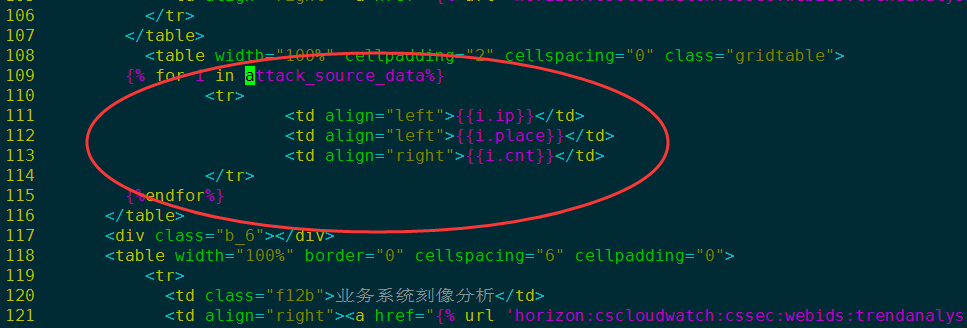 106 </tr>
107 </table>
108 <table width="100%" cellpadding="2" cellspacing="0" class="gridtable">
109 {% for i in attack_source_data%}
110 <tr>
111 <td align="left">{{i.ip}}</td>
112 <td align="left">{{i.place}}</td>
113 <td align="right">{{i.cnt}}</td>
114 </tr>
115 {%endfor%}
116 </table>
117 <div class="b_6"></div>
118 <table width="100%" border="0" cellspacing="6" cellpadding="0">
119 <tr>
120 <td class="f12b">业务系统刻像分析</td>
121 <td align="right"><a href="{% url 'horizon:cscloudwatch:cssec:webids:trendanalys